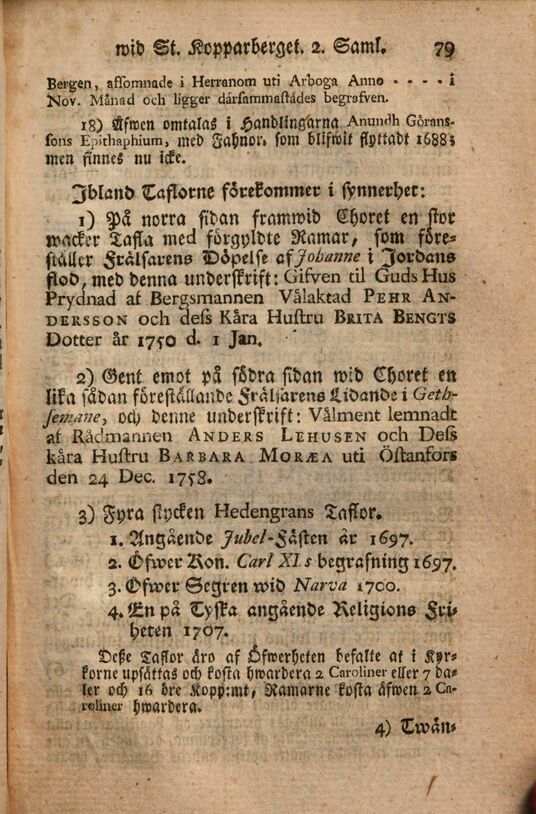 wid St. Kopparberget. 2. Saml. 79
Bergen, afsomnade i Herranom uti Arboga Anno - - - - i
Nov. Månad och ligger därsammastädes begrafven.
18) Äfwen omtalas i Handlingarna Anundh Görans-
sons Epithaphium, med Fahnor, som blifwit flyttadt 1688;
men finnes nu icke.
Ibland Taflorne förekommer i synnerhet:
1) På norra sidan framwid Choret en stor
wacker Tafla med förgyldte Ramar, som före-
ställer Frälsarens Döpelse af Johanne i Jordans
flod, med denna underskrift: Gifven til Guds Hus
Prydnad af Bergsmannen Välaktad PEHR AN-
DERSSON och dess Kära Hustru BRITA BENGTS
Dotter år 1750 d. 1 Jan.
2) Gent emot på södra sidan wid Choret en
lika sådan föreställande Frälsarens Lidande i Geth-
semane, och denne underskrift: Välment lemnadt
af Rådmannen ANDERS LEHUSEN och Dess
kära Hustru BARBARA MORÆA uti Östanfors
den 24 Dec. 1758.
3) Fyra stycken Hedengrans Taflor.
1. Angående Jubel-Fästen år 1697.
2. Öfwer Kon. Carl XI s begrafning 1697.
3. Öfwer Segren wid Narva 1700.
4. En på Tyska angående Religions Fri-
heten 1707.
Desze Taflor äro af Öfwerheten befalte at i Kyr-
korne upsättas och kosta hwardera 2 Caroliner eller 7 da-
ler och 16 öre Kopp:mt, Ramarne kosta äfwen 2 Ca-
roliner hwardera.
4) Twän-